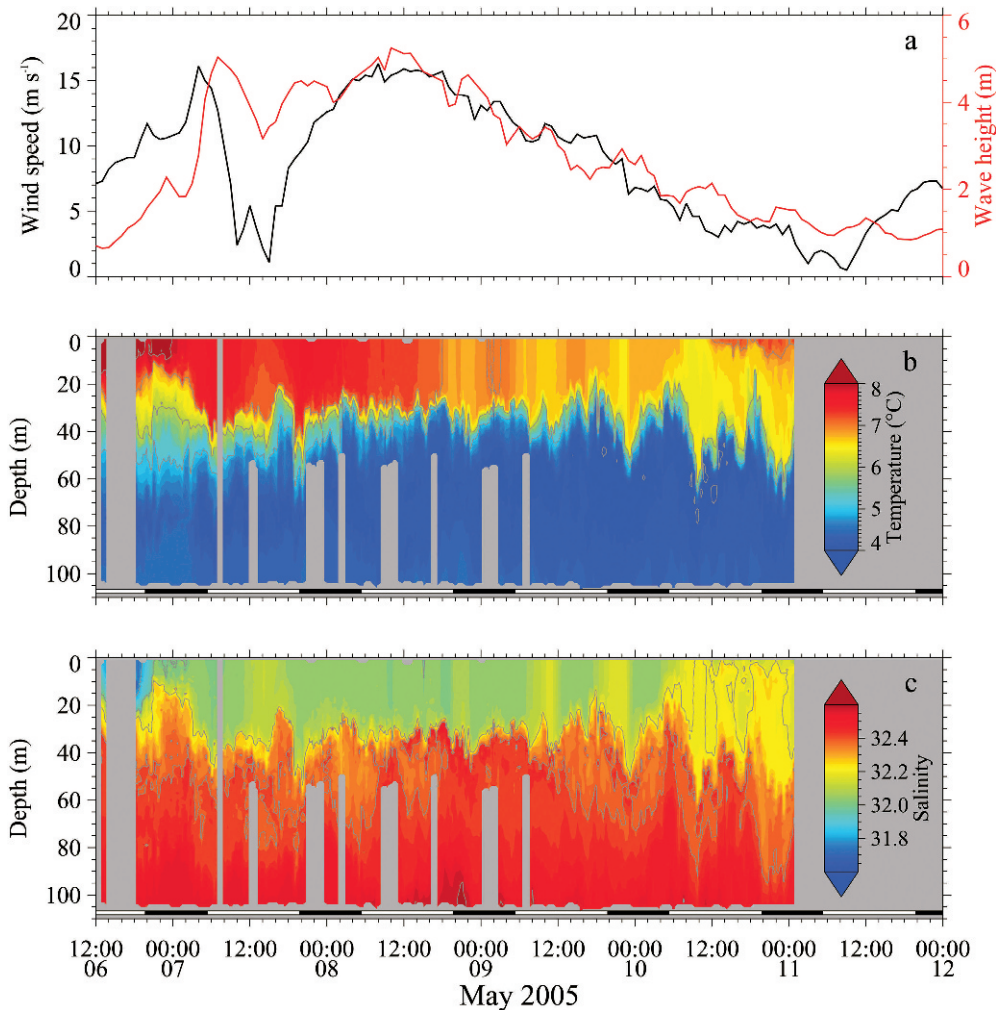 a
20
15
10
5
0
Wind speed (m s⁻¹)
6
4
2
0
Wave height (m)
b
0
20
40
60
80
100
Depth (m)
8
7
6
5
4
Temperature (°C)
c
0
20
40
60
80
100
Depth (m)
32.4
32.2
32.0
31.8
Salinity
12:00 00:00 12:00 00:00 12:00 00:00 12:00 00:00 12:00 00:00 12:00 00:00
06 07 08 09 10 11 12
May 2005